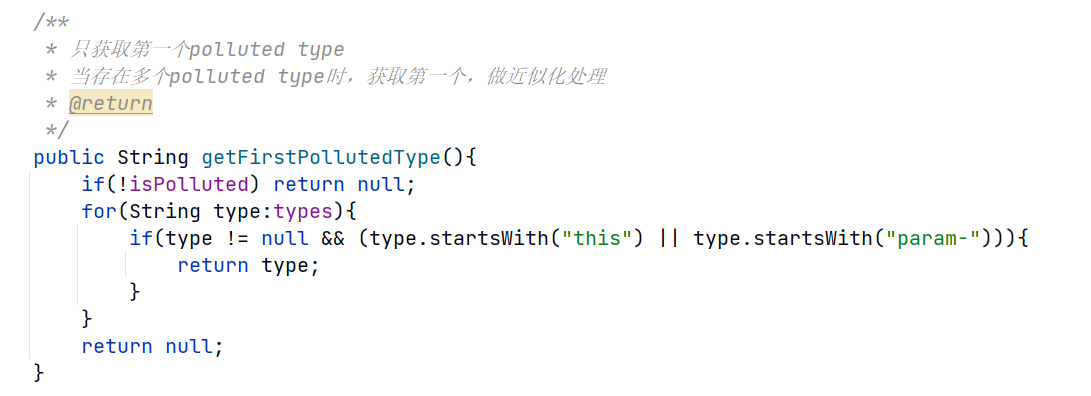 /**
 * 只获取第一个polluted type
 * 当存在多个polluted type时，获取第一个，做近似化处理
 * @return
 */
public String getFirstPollutedType(){
    if(!isPolluted) return null;
    for(String type:types){
        if(type != null && (type.startsWith("this") || type.startsWith("param-"))){
            return type;
        }
    }
    return null;
}